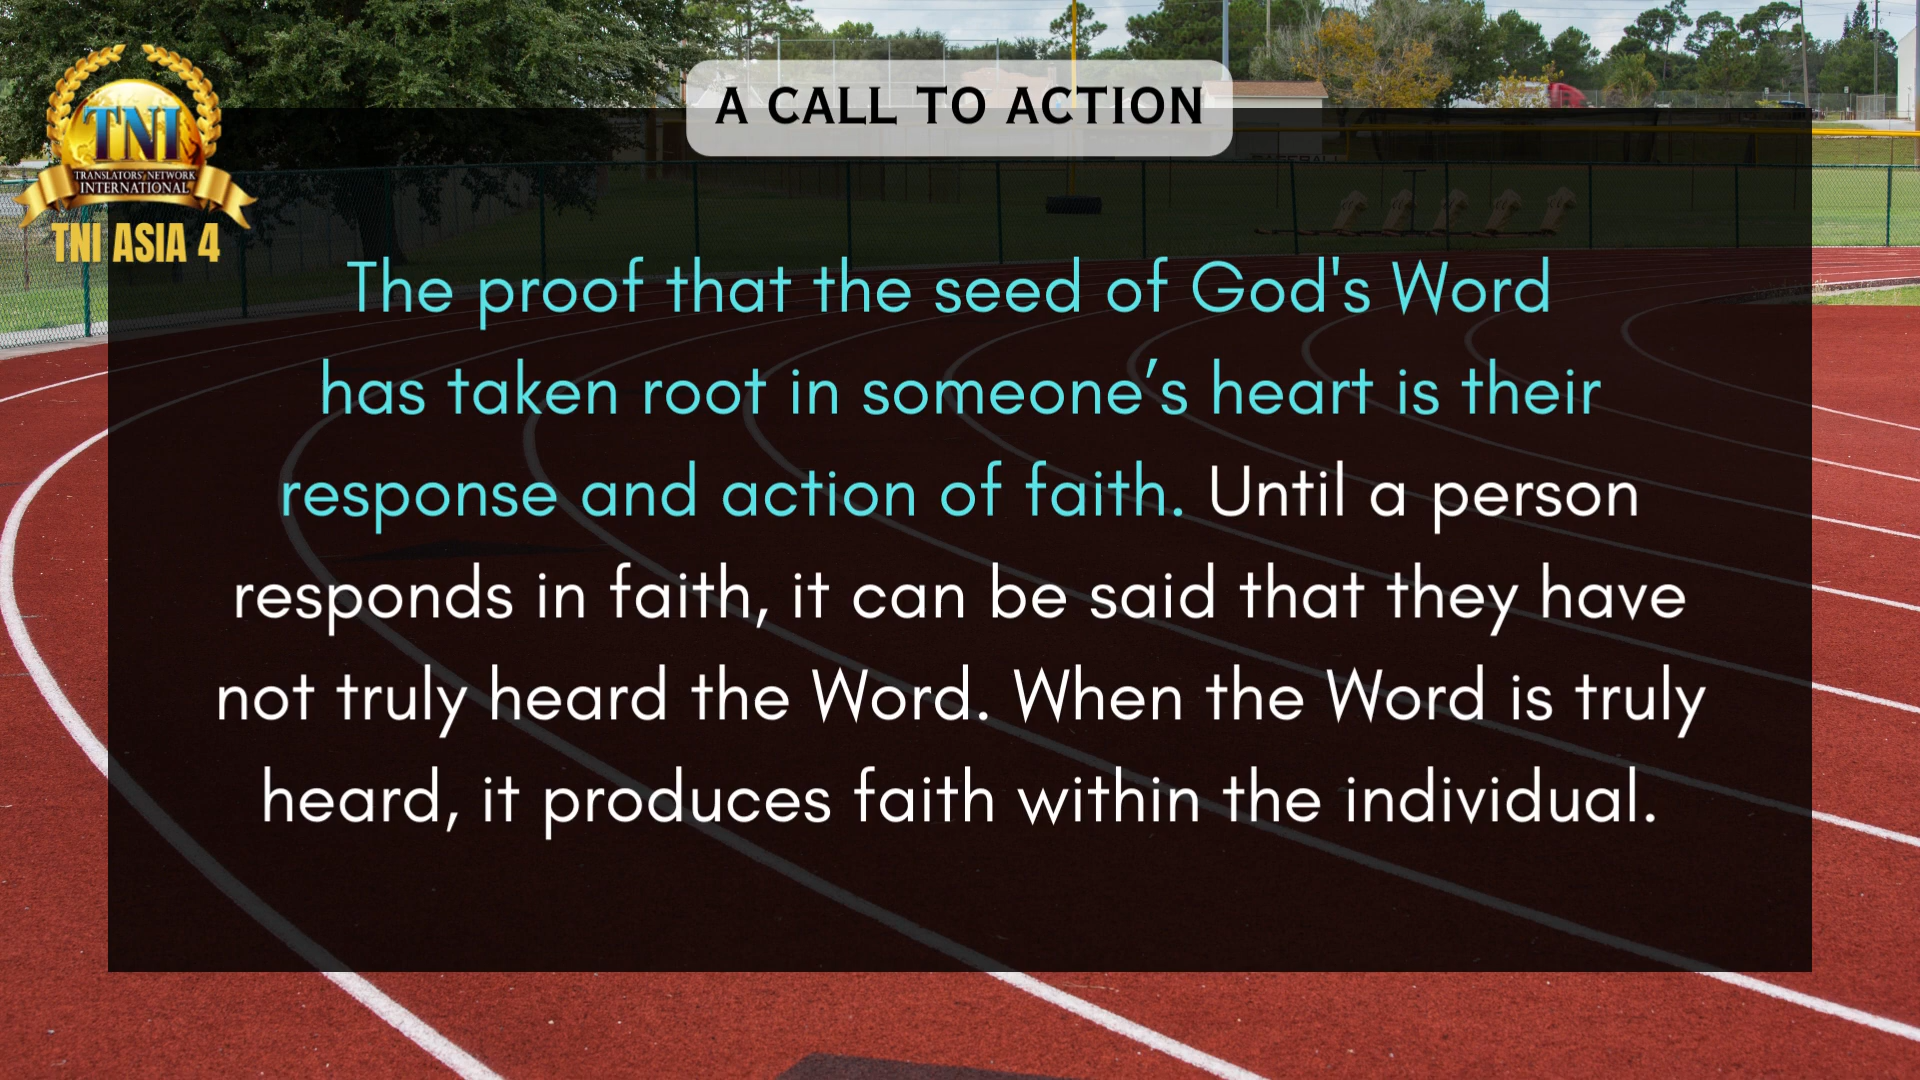 A CALL TO ACTION
TNI
TRANSLATORS' NETWORK
INTERNATIONAL
TNI ASIA 4
The proof that the seed of God's Word
has taken root in someone’s heart is their
response and action of faith. Until a person
responds in faith, it can be said that they have
not truly heard the Word. When the Word is truly
heard, it produces faith within the individual.